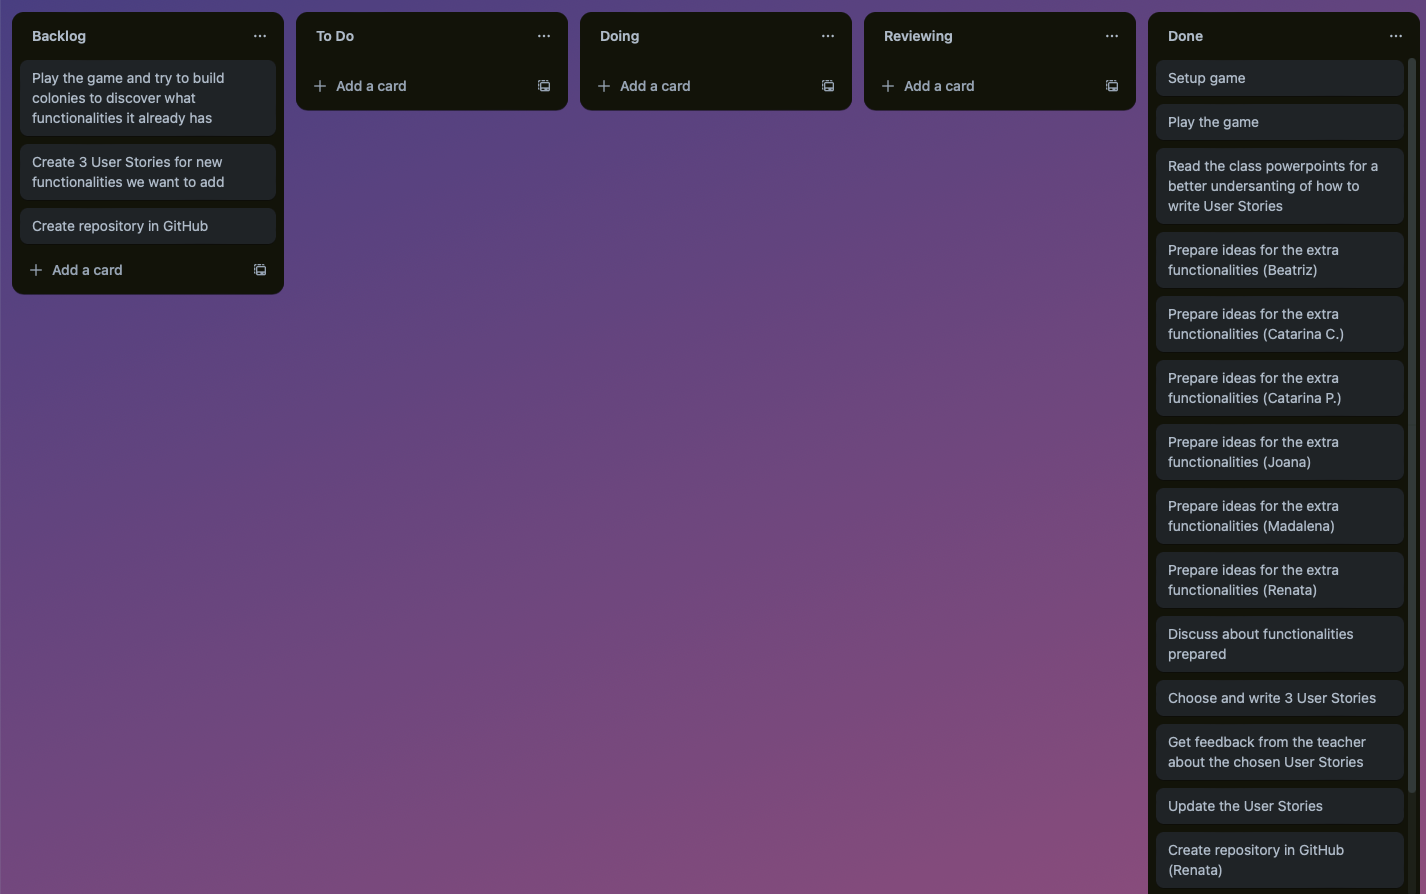 Backlog
Play the game and try to build
colonies to discover what
functionalities it already has
Create 3 User Stories for new
functionalities we want to add
Create repository in GitHub
Add a card
To Do
Add a card
Doing
Add a card
Reviewing
Add a card
Done
Setup game
Play the game
Read the class powerpoints for a
better undersanting of how to
write User Stories
Prepare ideas for the extra
functionalities (Beatriz)
Prepare ideas for the extra
functionalities (Catarina C.)
Prepare ideas for the extra
functionalities (Catarina P.)
Prepare ideas for the extra
functionalities (Joana)
Prepare ideas for the extra
functionalities (Madalena)
Prepare ideas for the extra
functionalities (Renata)
Discuss about functionalities
prepared
Choose and write 3 User Stories
Get feedback from the teacher
about the chosen User Stories
Update the User Stories
Create repository in GitHub
(Renata)